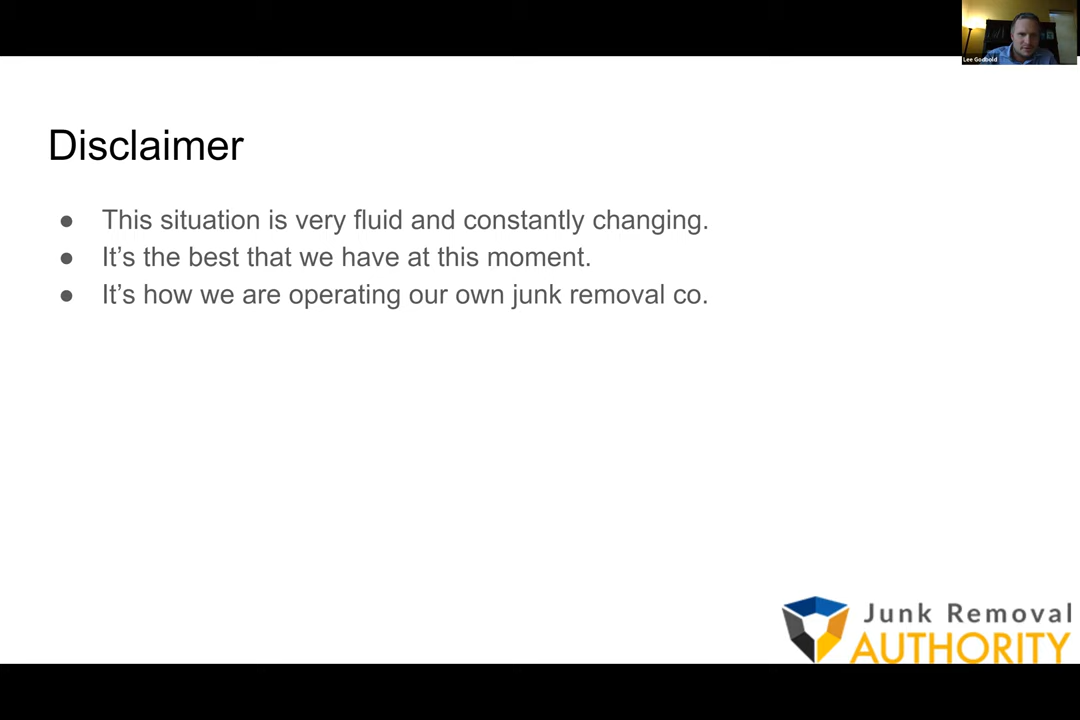 Lee Godbold
Disclaimer
● This situation is very fluid and constantly changing.
● It’s the best that we have at this moment.
● It’s how we are operating our own junk removal co.
Junk Removal
AUTHORITY